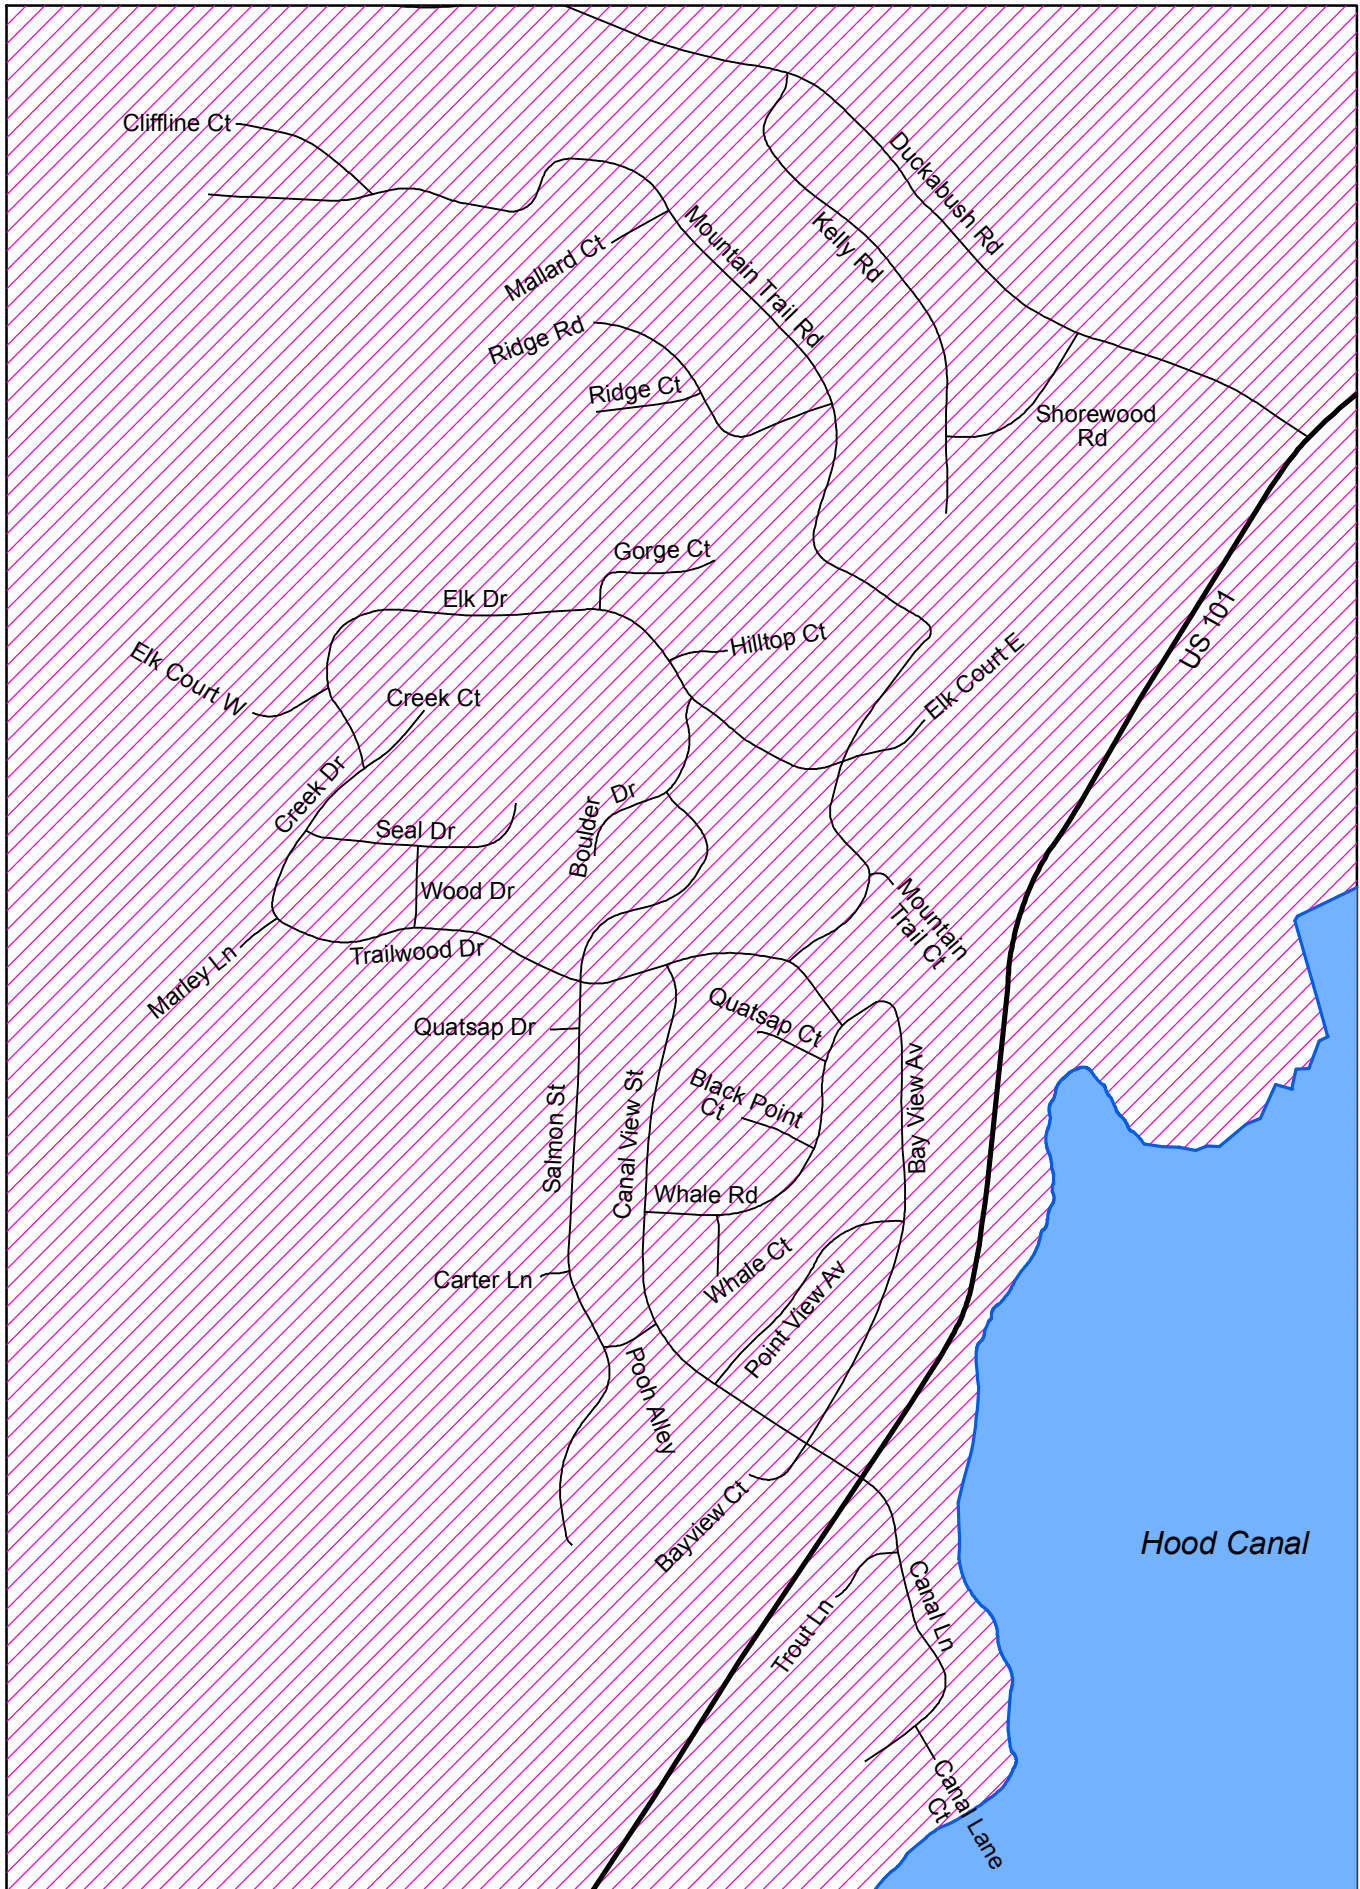 Cliffline Ct
Duckabush Rd
Kelly Rd
Mountain Trail Rd
Mallard Ct
Ridge Rd
Ridge Ct
Shorewood
Rd
Gorge Ct
Elk Dr
US 101
Hilltop Ct
Elk Court E
Elk Court W
Creek Ct
Creek Dr
Boulder Dr
Seal Dr
Wood Dr
Mountain
Trail Ct
Trailwood Dr
Marley Ln
Quatsap Ct
Quatsap Dr
Black Point
Ct
Bay View Av
Salmon St
Canal View St
Whale Rd
Whale Ct
Carter Ln
Point View Av
Pooh Alley
Bayview Ct
Hood Canal
Canal Ln
Trout Ln
Canal Lane
Ct